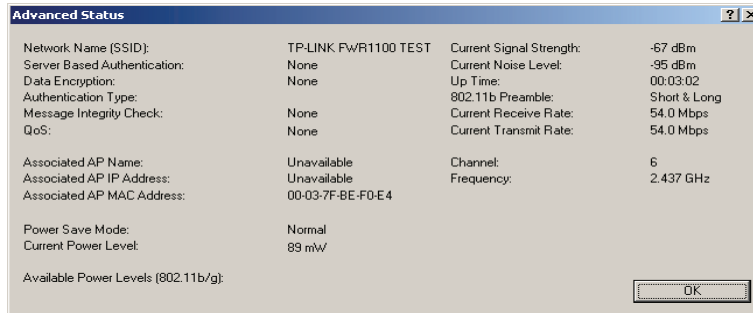 Advanced Status
Network Name (SSID): TP-LINK FWR1100 TEST Current Signal Strength: -67 dBm
Server Based Authentication: None Current Noise Level: -95 dBm
Data Encryption: None Up Time: 00:03:02
Authentication Type: 802.11b Preamble: Short & Long
Message Integrity Check: None Current Receive Rate: 54.0 Mbps
QoS: None Current Transmit Rate: 54.0 Mbps
Associated AP Name: Unavailable Channel: 6
Associated AP IP Address: Unavailable Frequency: 2.437 GHz
Associated AP MAC Address: 00-03-7F-BE-F0-E4
Power Save Mode: Normal
Current Power Level: 89 mW
Available Power Levels (802.11b/g):
OK